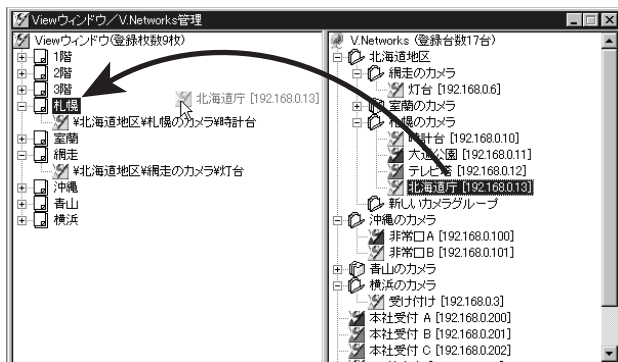 Viewウィンドウ／V.Networks管理
Viewウィンドウ(登録枚数9枚)
1階
2階
3階
札幌
¥北海道地区¥札幌のカメラ¥時計台
室蘭
網走
¥北海道地区¥網走のカメラ¥灯台
沖縄
青山
横浜
北海道庁 [192.168.0.13]
V.Networks (登録台数17台)
北海道地区
網走のカメラ
灯台 [192.168.0.6]
室蘭のカメラ
札幌のカメラ
時計台 [192.168.0.10]
大通公園 [192.168.0.11]
テレビ塔 [192.168.0.12]
北海道庁 [192.168.0.13]
新しいカメラグループ
沖縄のカメラ
非常口A [192.168.0.100]
非常口B [192.168.0.101]
青山のカメラ
横浜のカメラ
受け付け [192.168.0.3]
本社受付 A [192.168.0.200]
本社受付 B [192.168.0.201]
本社受付 C [192.168.0.202]